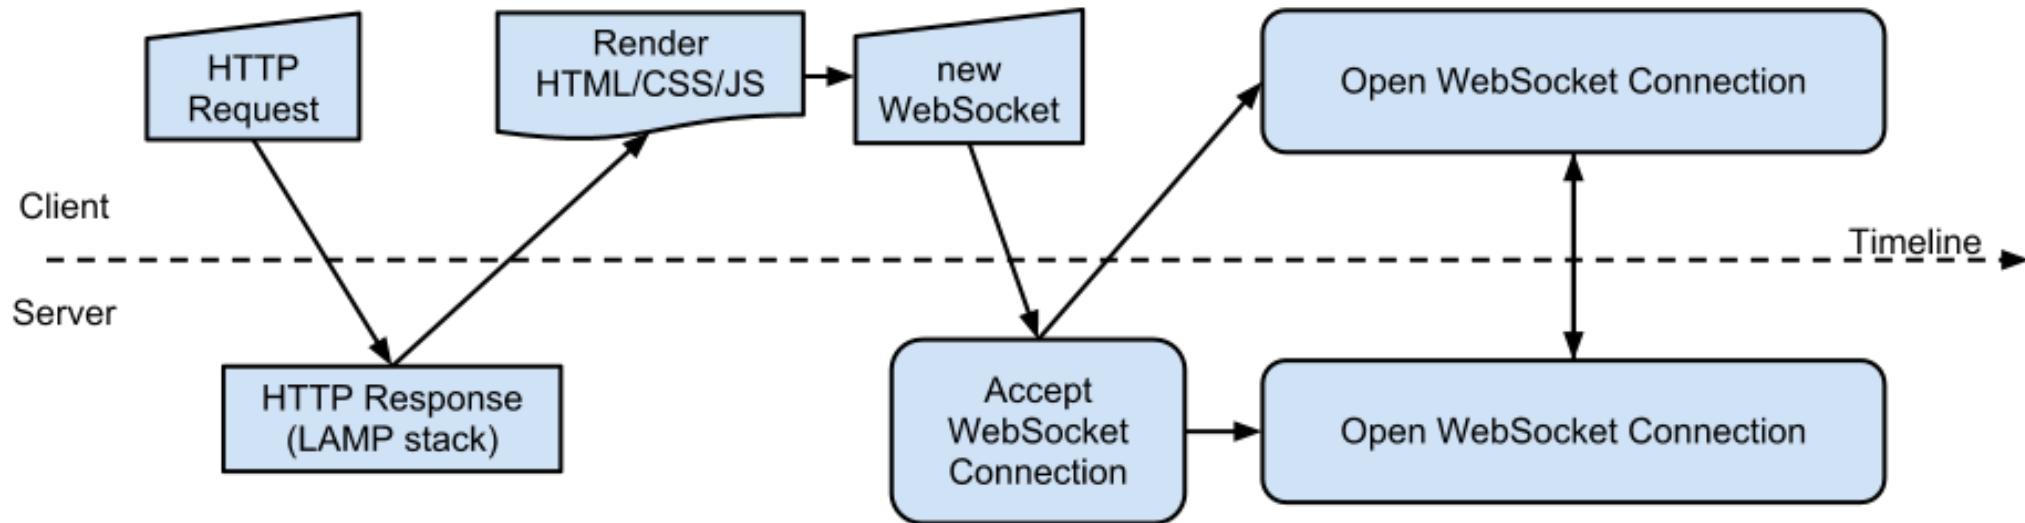 HTTP
Request
Render
HTML/CSS/JS
new
WebSocket
Open WebSocket Connection
Client
Timeline
Server
HTTP Response
(LAMP stack)
Accept
WebSocket
Connection
Open WebSocket Connection